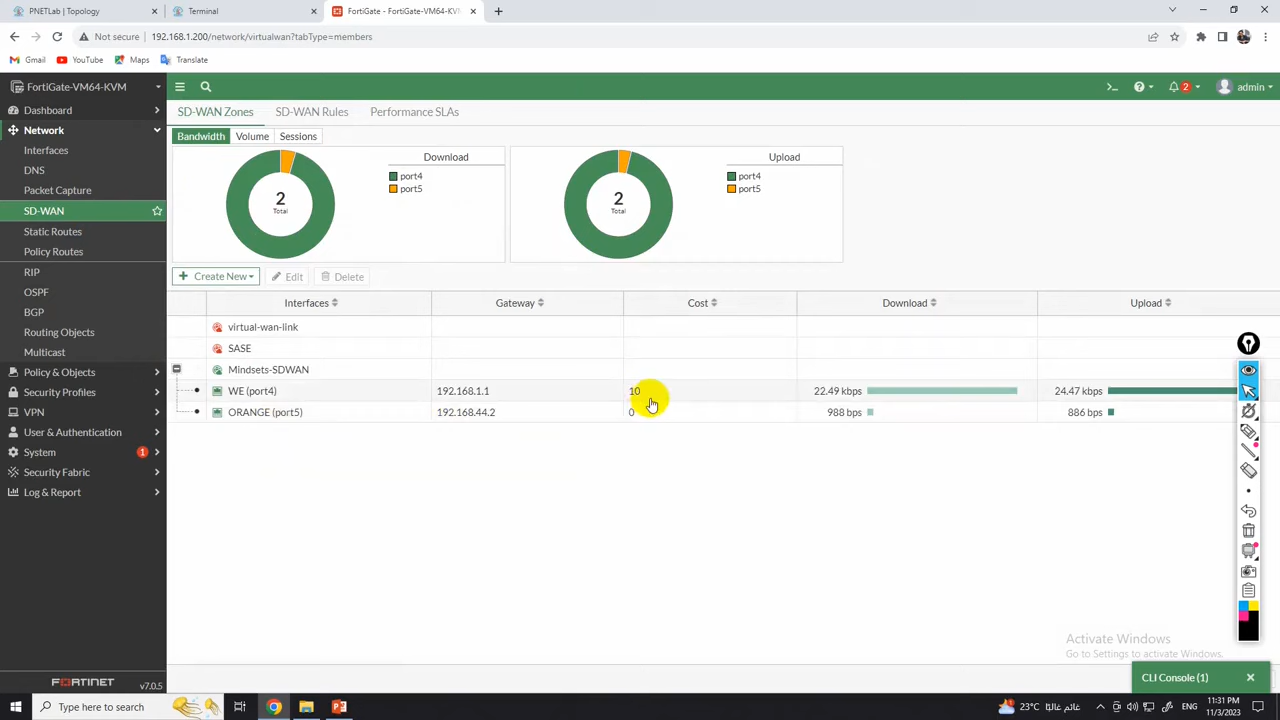 PNETLab | Topology
Terminal
FortiGate - FortiGate-VM64-KV
Not secure | 192.168.1.200/network/virtualwan?tabType=members
Gmail YouTube Maps Translate
FortiGate-VM64-KVM
admin
2
Dashboard
Network
Interfaces
DNS
Packet Capture
SD-WAN
Static Routes
Policy Routes
RIP
OSPF
BGP
Routing Objects
Multicast
Policy & Objects
Security Profiles
VPN
User & Authentication
System 1
Security Fabric
Log & Report
FORTINET v7.0.5
SD-WAN Zones SD-WAN Rules Performance SLAs
Bandwidth Volume Sessions
2
Total
Download
port4
port5
2
Total
Upload
port4
port5
Create New Edit Delete
Interfaces Gateway Cost Download Upload
virtual-wan-link
SASE
Mindsets-SDWAN
WE (port4) 192.168.1.1 10 22.49 kbps 24.47 kbps
ORANGE (port5) 192.168.44.2 0 988 bps 886 bps
Activate Windows
Go to Settings to activate Windows.
CLI Console (1)
Type here to search
23°C غائم غالبًا
ENG
11:31 PM
11/3/2023